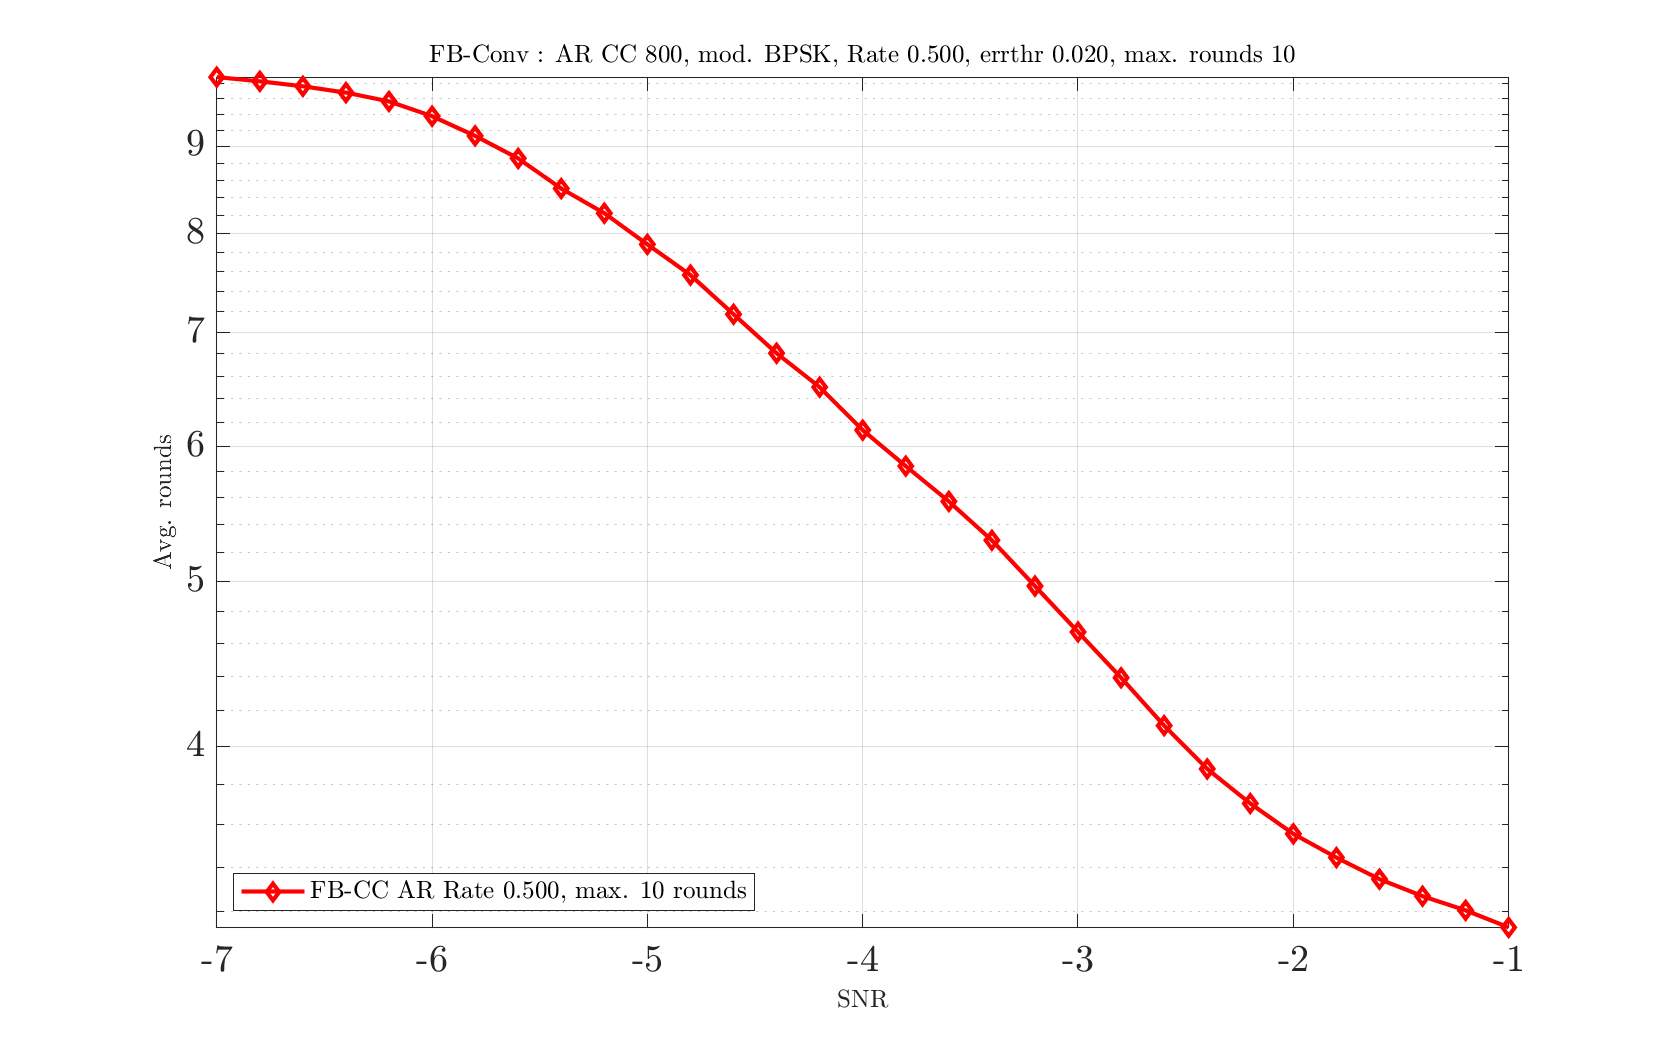 FB-Conv : AR CC 800, mod. BPSK, Rate 0.500, errthr 0.020, max. rounds 10
9
8
7
6
5
4
Avg. rounds
FB-CC AR Rate 0.500, max. 10 rounds
-7 -6 -5 -4 -3 -2 -1
SNR